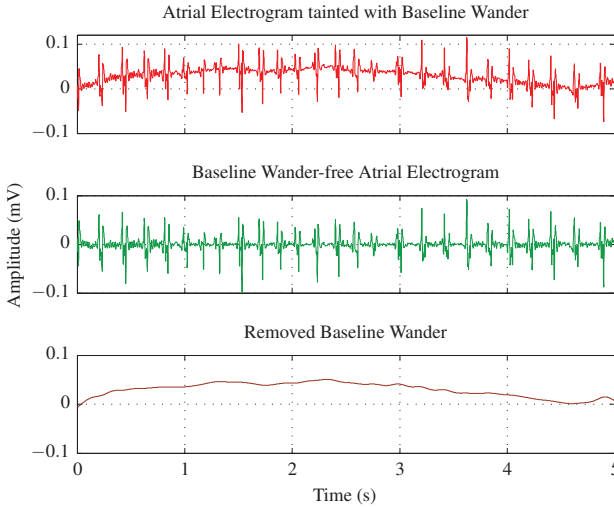 Atrial Electrogram tainted with Baseline Wander
0.1
0
−0.1
Baseline Wander-free Atrial Electrogram
0.1
0
−0.1
Amplitude (mV)
Removed Baseline Wander
0.1
0
−0.1
0 1 2 3 4 5
Time (s)